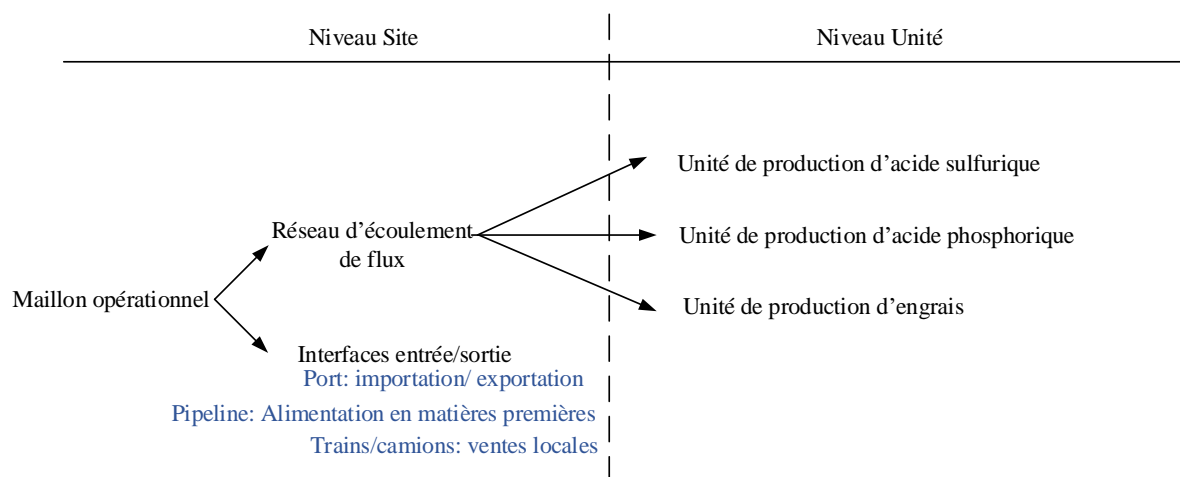 Niveau Site
Niveau Unité
Unité de production d’acide sulfurique
Réseau d’écoulement
de flux
Unité de production d’acide phosphorique
Maillon opérationnel
Unité de production d’engrais
Interfaces entrée/sortie
Port: importation/ exportation
Pipeline: Alimentation en matières premières
Trains/camions: ventes locales